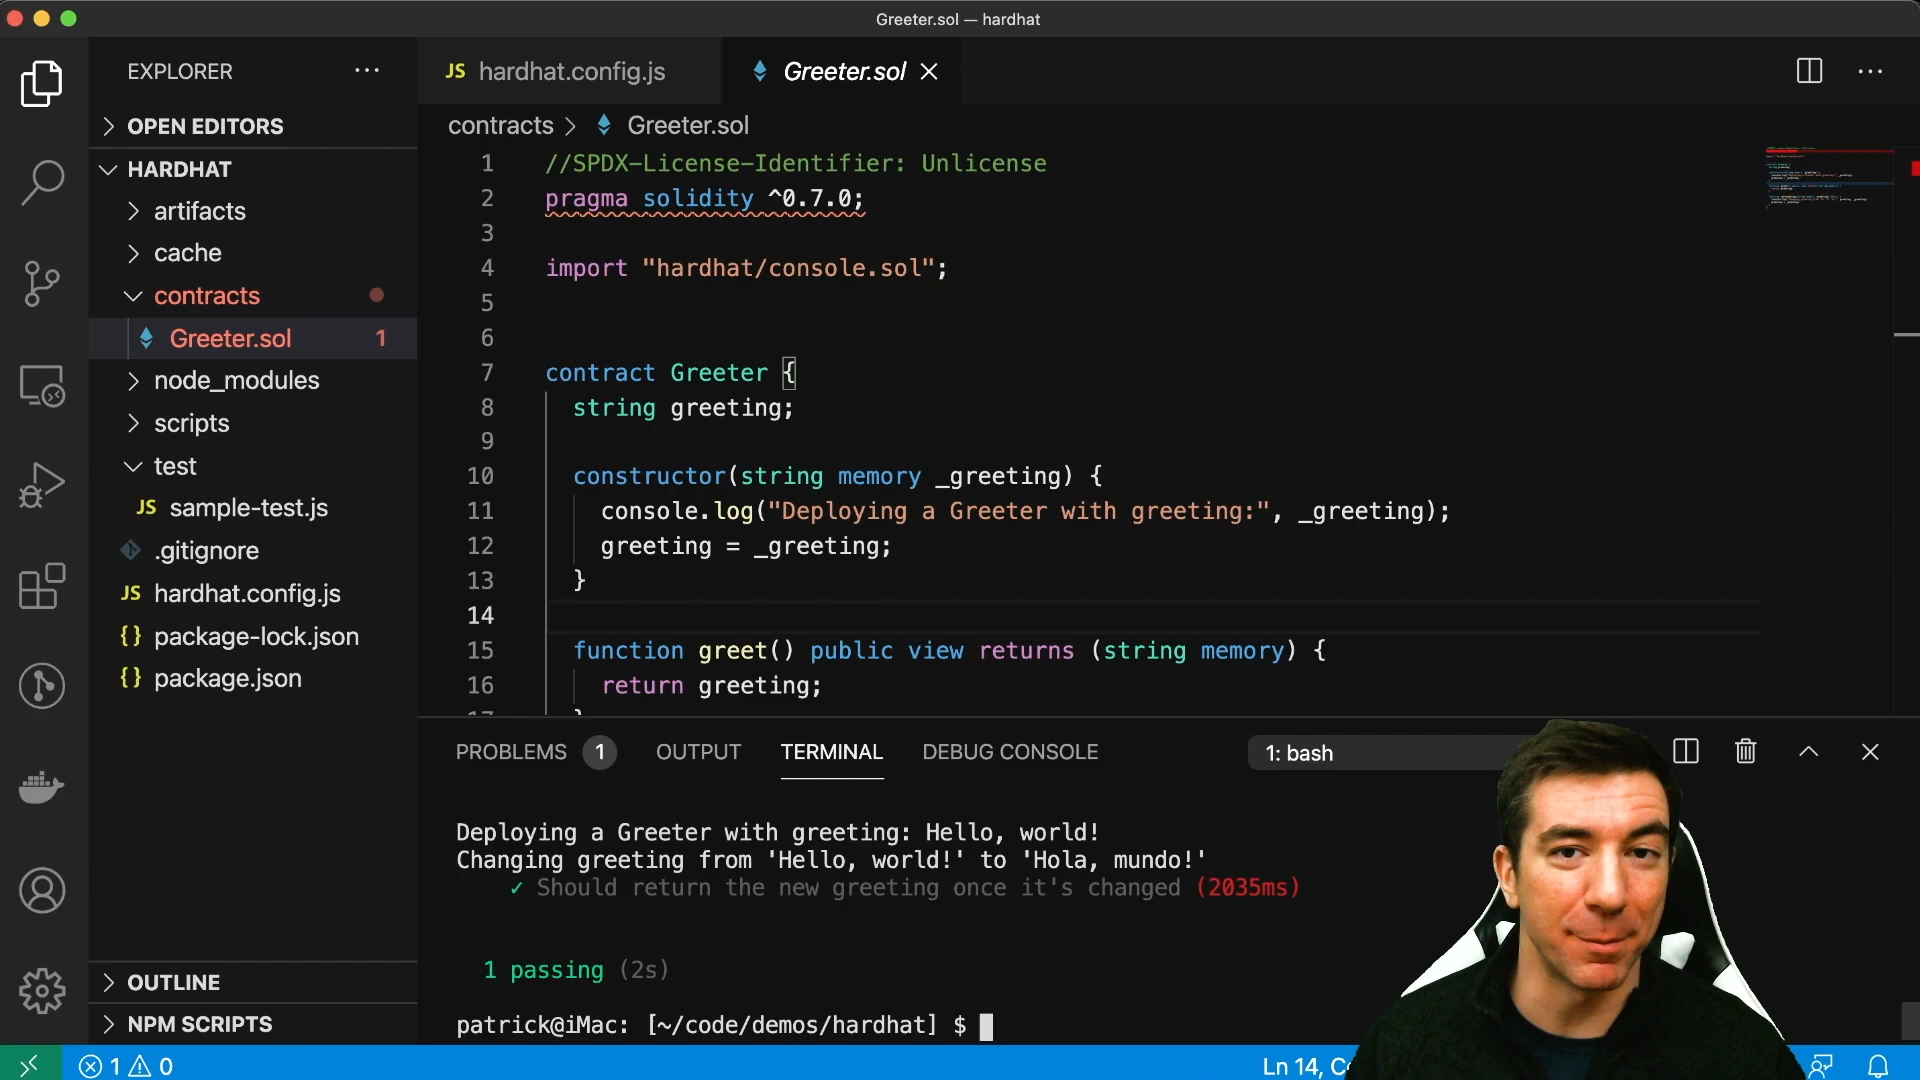 Greeter.sol — hardhat
EXPLORER
JS hardhat.config.js
Greeter.sol
OPEN EDITORS
contracts > Greeter.sol
HARDHAT
artifacts
cache
contracts
Greeter.sol 1
node_modules
scripts
test
JS sample-test.js
.gitignore
JS hardhat.config.js
{} package-lock.json
{} package.json
OUTLINE
NPM SCRIPTS
1 //SPDX-License-Identifier: Unlicense
2 pragma solidity ^0.7.0;
3
4 import "hardhat/console.sol";
5
6
7 contract Greeter {
8 string greeting;
9
10 constructor(string memory _greeting) {
11 console.log("Deploying a Greeter with greeting:", _greeting);
12 greeting = _greeting;
13 }
14
15 function greet() public view returns (string memory) {
16 return greeting;
PROBLEMS 1 OUTPUT TERMINAL DEBUG CONSOLE 1: bash
Deploying a Greeter with greeting: Hello, world!
Changing greeting from 'Hello, world!' to 'Hola, mundo!'
✓ Should return the new greeting once it's changed (2035ms)
1 passing (2s)
patrick@iMac: [~/code/demos/hardhat] $
1 0
Ln 14,